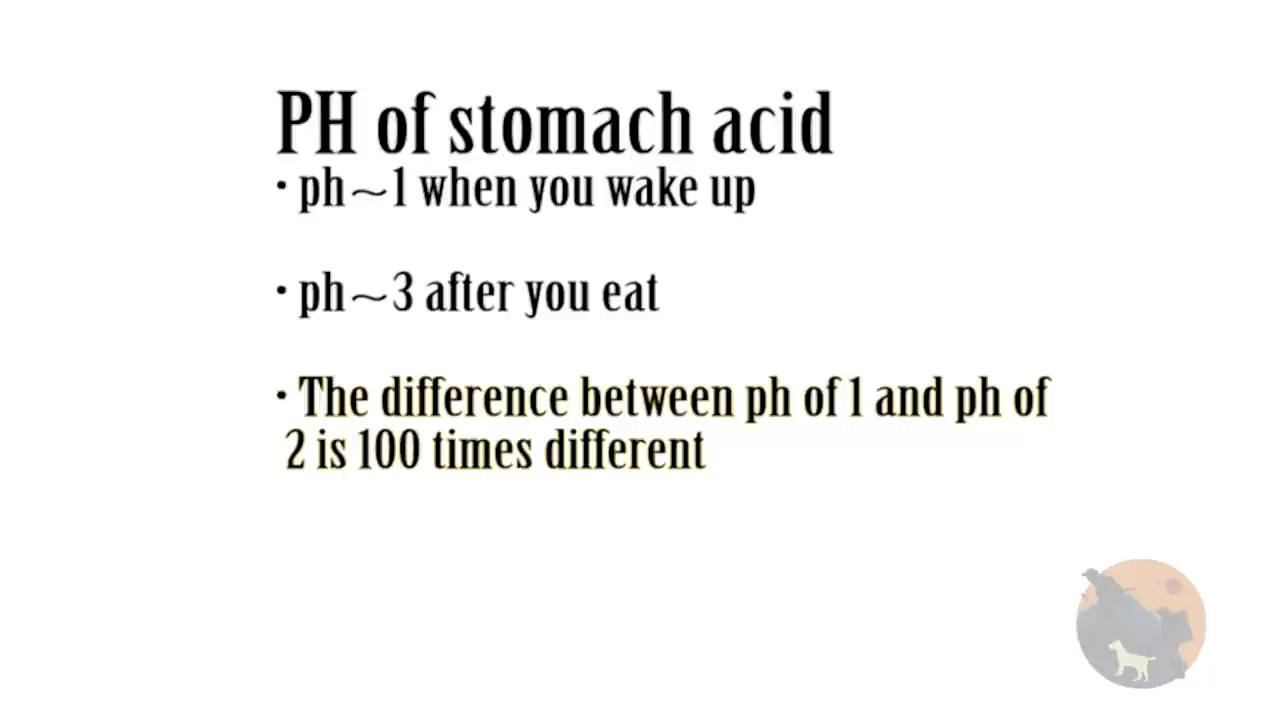 PH of stomach acid
· ph~1 when you wake up
· ph~3 after you eat
· The difference between ph of 1 and ph of
2 is 100 times different